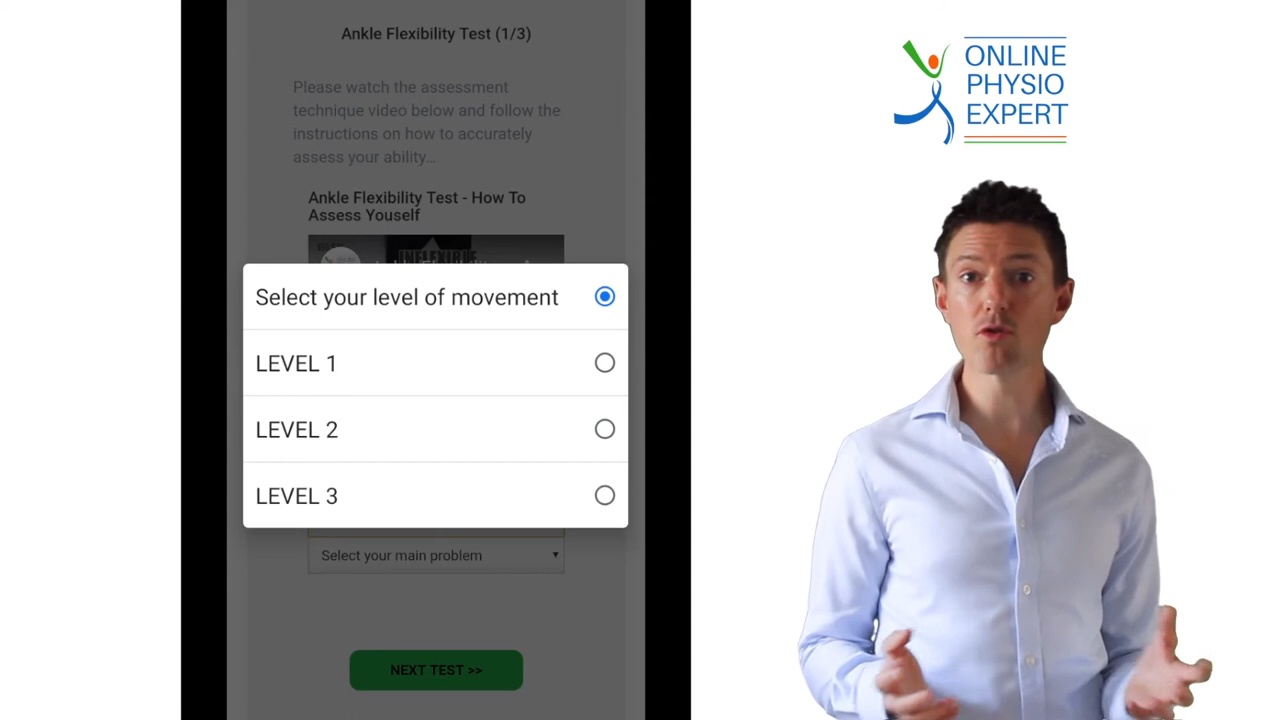 Ankle Flexibility Test (1/3)
Please watch the assessment
technique video below and follow the
instructions on how to accurately
assess your ability…
Ankle Flexibility Test - How To
Assess Youself
INFLEXIBLE
Select your level of movement
LEVEL 1
LEVEL 2
LEVEL 3
Select your main problem
NEXT TEST >>
ONLINE
PHYSIO
EXPERT